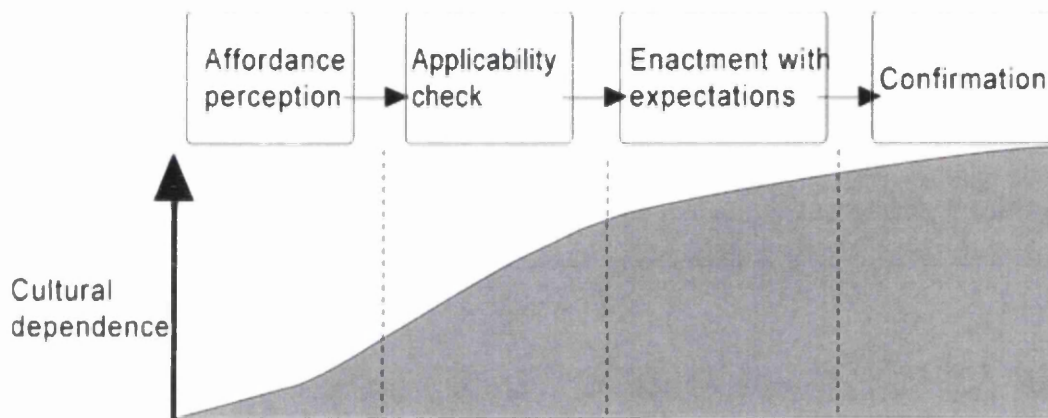 Affordance
perception
Applicability
check
Enactment with
expectations
Confirmation
Cultural
dependence